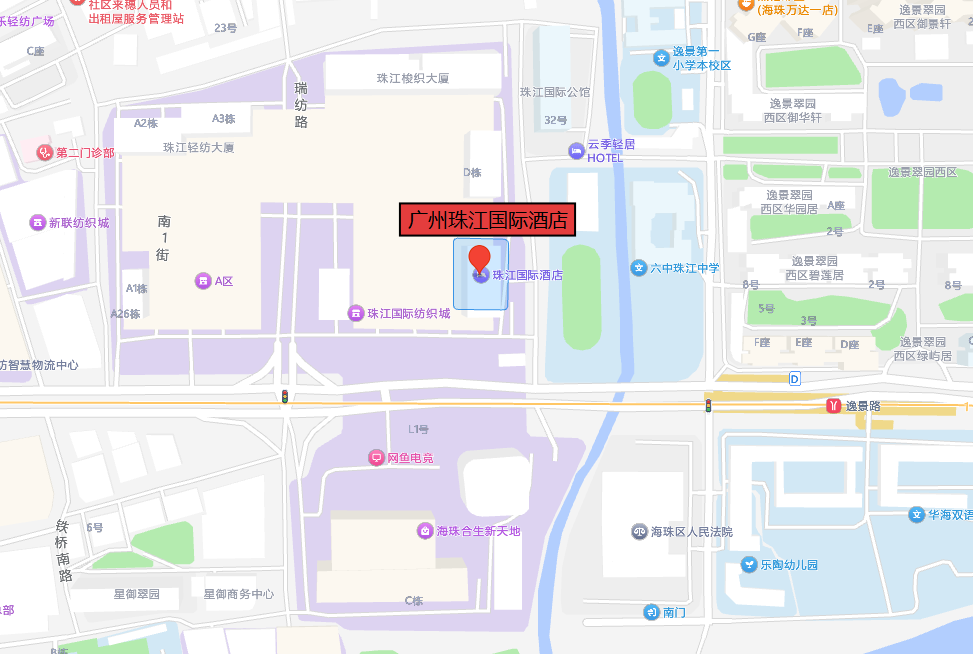 社区来穗人员和
出租屋服务管理站
乐轻纺广场
23号
C座
(海珠万达一店)
G座
F座
E座
逸景翠园
西区御景轩
逸景第一
小学本校区
珠江梭织大厦
瑞纺路
珠江国际公馆
32号
逸景翠园
西区御华轩
A2栋
A3栋
珠江轻纺大厦
第二门诊部
云季轻居
HOTEL
D栋
逸景翠园西区
逸景翠园
西区华园居
A座
2号
新联纺织城
南1街
广州珠江国际酒店
珠江国际酒店
六中珠江中学
逸景翠园
西区碧莲居
8号
2号
8号
A区
A1栋
A26栋
珠江国际纺织城
5号
3号
F座
E座
D座
逸景翠园
西区绿屿居
纺智慧物流中心
D
逸景路
L1号
网鱼电竞
铁桥南路
6号
海珠合生新天地
海珠区人民法院
华海双语
乐陶幼儿园
星御翠园
星御商务中心
C栋
南门
部
B栋